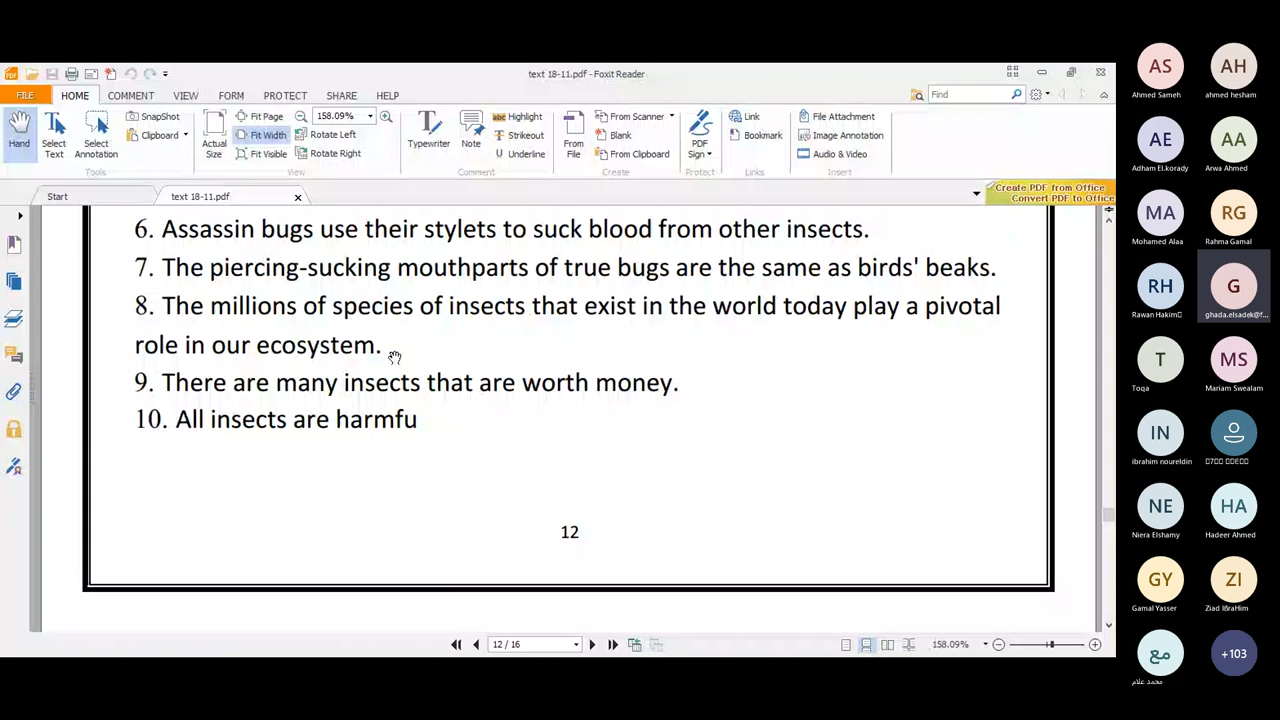 text 18-11.pdf - Foxit Reader
FILE HOME COMMENT VIEW FORM PROTECT SHARE HELP
Find
Hand
Select Text
Select Annotation
SnapShot
Clipboard
Tools
Actual Size
Fit Page
Fit Width
Fit Visible
158.09%
Rotate Left
Rotate Right
View
Typewriter
Note
Highlight
Strikeout
Underline
Comment
From File
From Scanner
Blank
From Clipboard
Create
PDF Sign
Protect
Link
Bookmark
Links
File Attachment
Image Annotation
Audio & Video
Insert
Start
text 18-11.pdf
Create PDF from Office
Convert PDF to Office
6. Assassin bugs use their stylets to suck blood from other insects.
7. The piercing-sucking mouthparts of true bugs are the same as birds' beaks.
8. The millions of species of insects that exist in the world today play a pivotal
role in our ecosystem.
9. There are many insects that are worth money.
10. All insects are harmfu
12
12 / 16
158.09%
AS
Ahmed Sameh
AH
ahmed hesham
AE
Adham El.korady
AA
Arwa Ahmed
MA
Mohamed Alaa
RG
Rahma Gamal
RH
Rawan Hakim
G
ghada.elsadek@f...
T
Toqa
MS
Mariam Swealam
IN
ibrahim noureldin
NE
Niera Elshamy
HA
Hadeer Ahmed
GY
Gamal Yasser
ZI
Ziad IßraHim
مع
محمد علام
+103